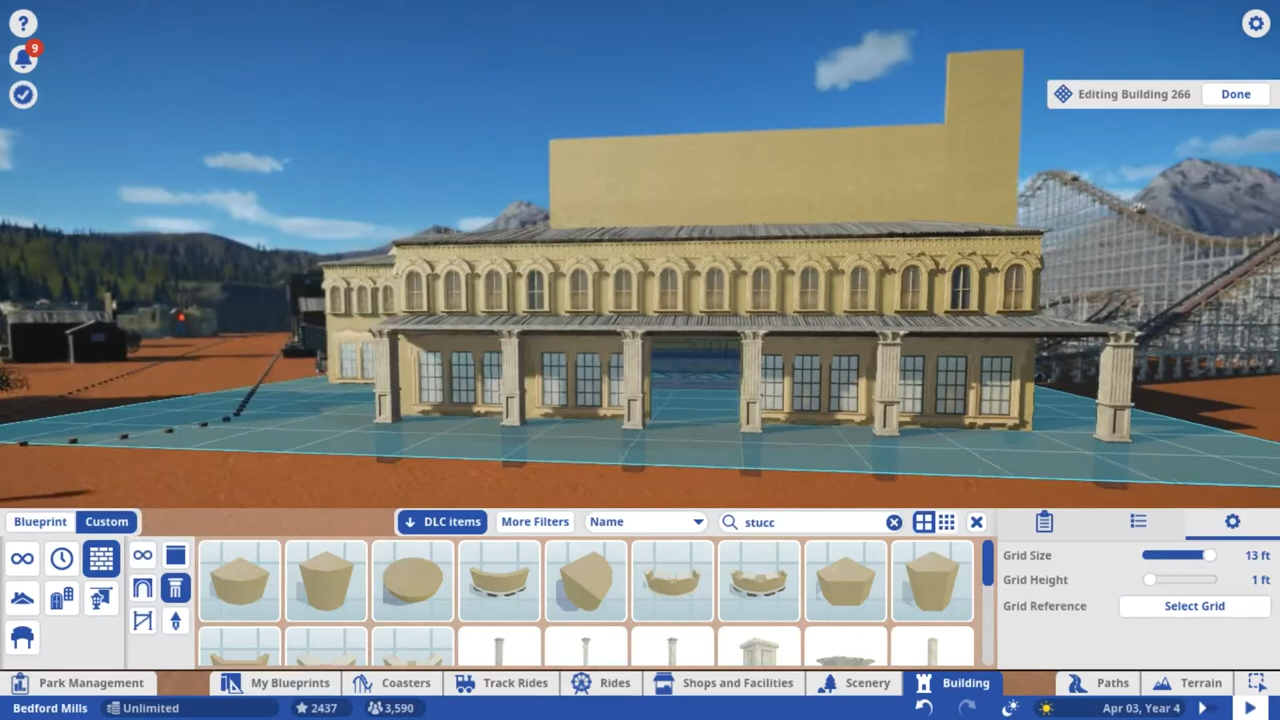 ?
9
Editing Building 266
Done
Blueprint
Custom
DLC items
More Filters
Name
stucc
Grid Size
13 ft
Grid Height
1 ft
Grid Reference
Select Grid
Park Management
My Blueprints
Coasters
Track Rides
Rides
Shops and Facilities
Scenery
Building
Paths
Terrain
Bedford Mills
Unlimited
2437
3,590
Apr 03, Year 4